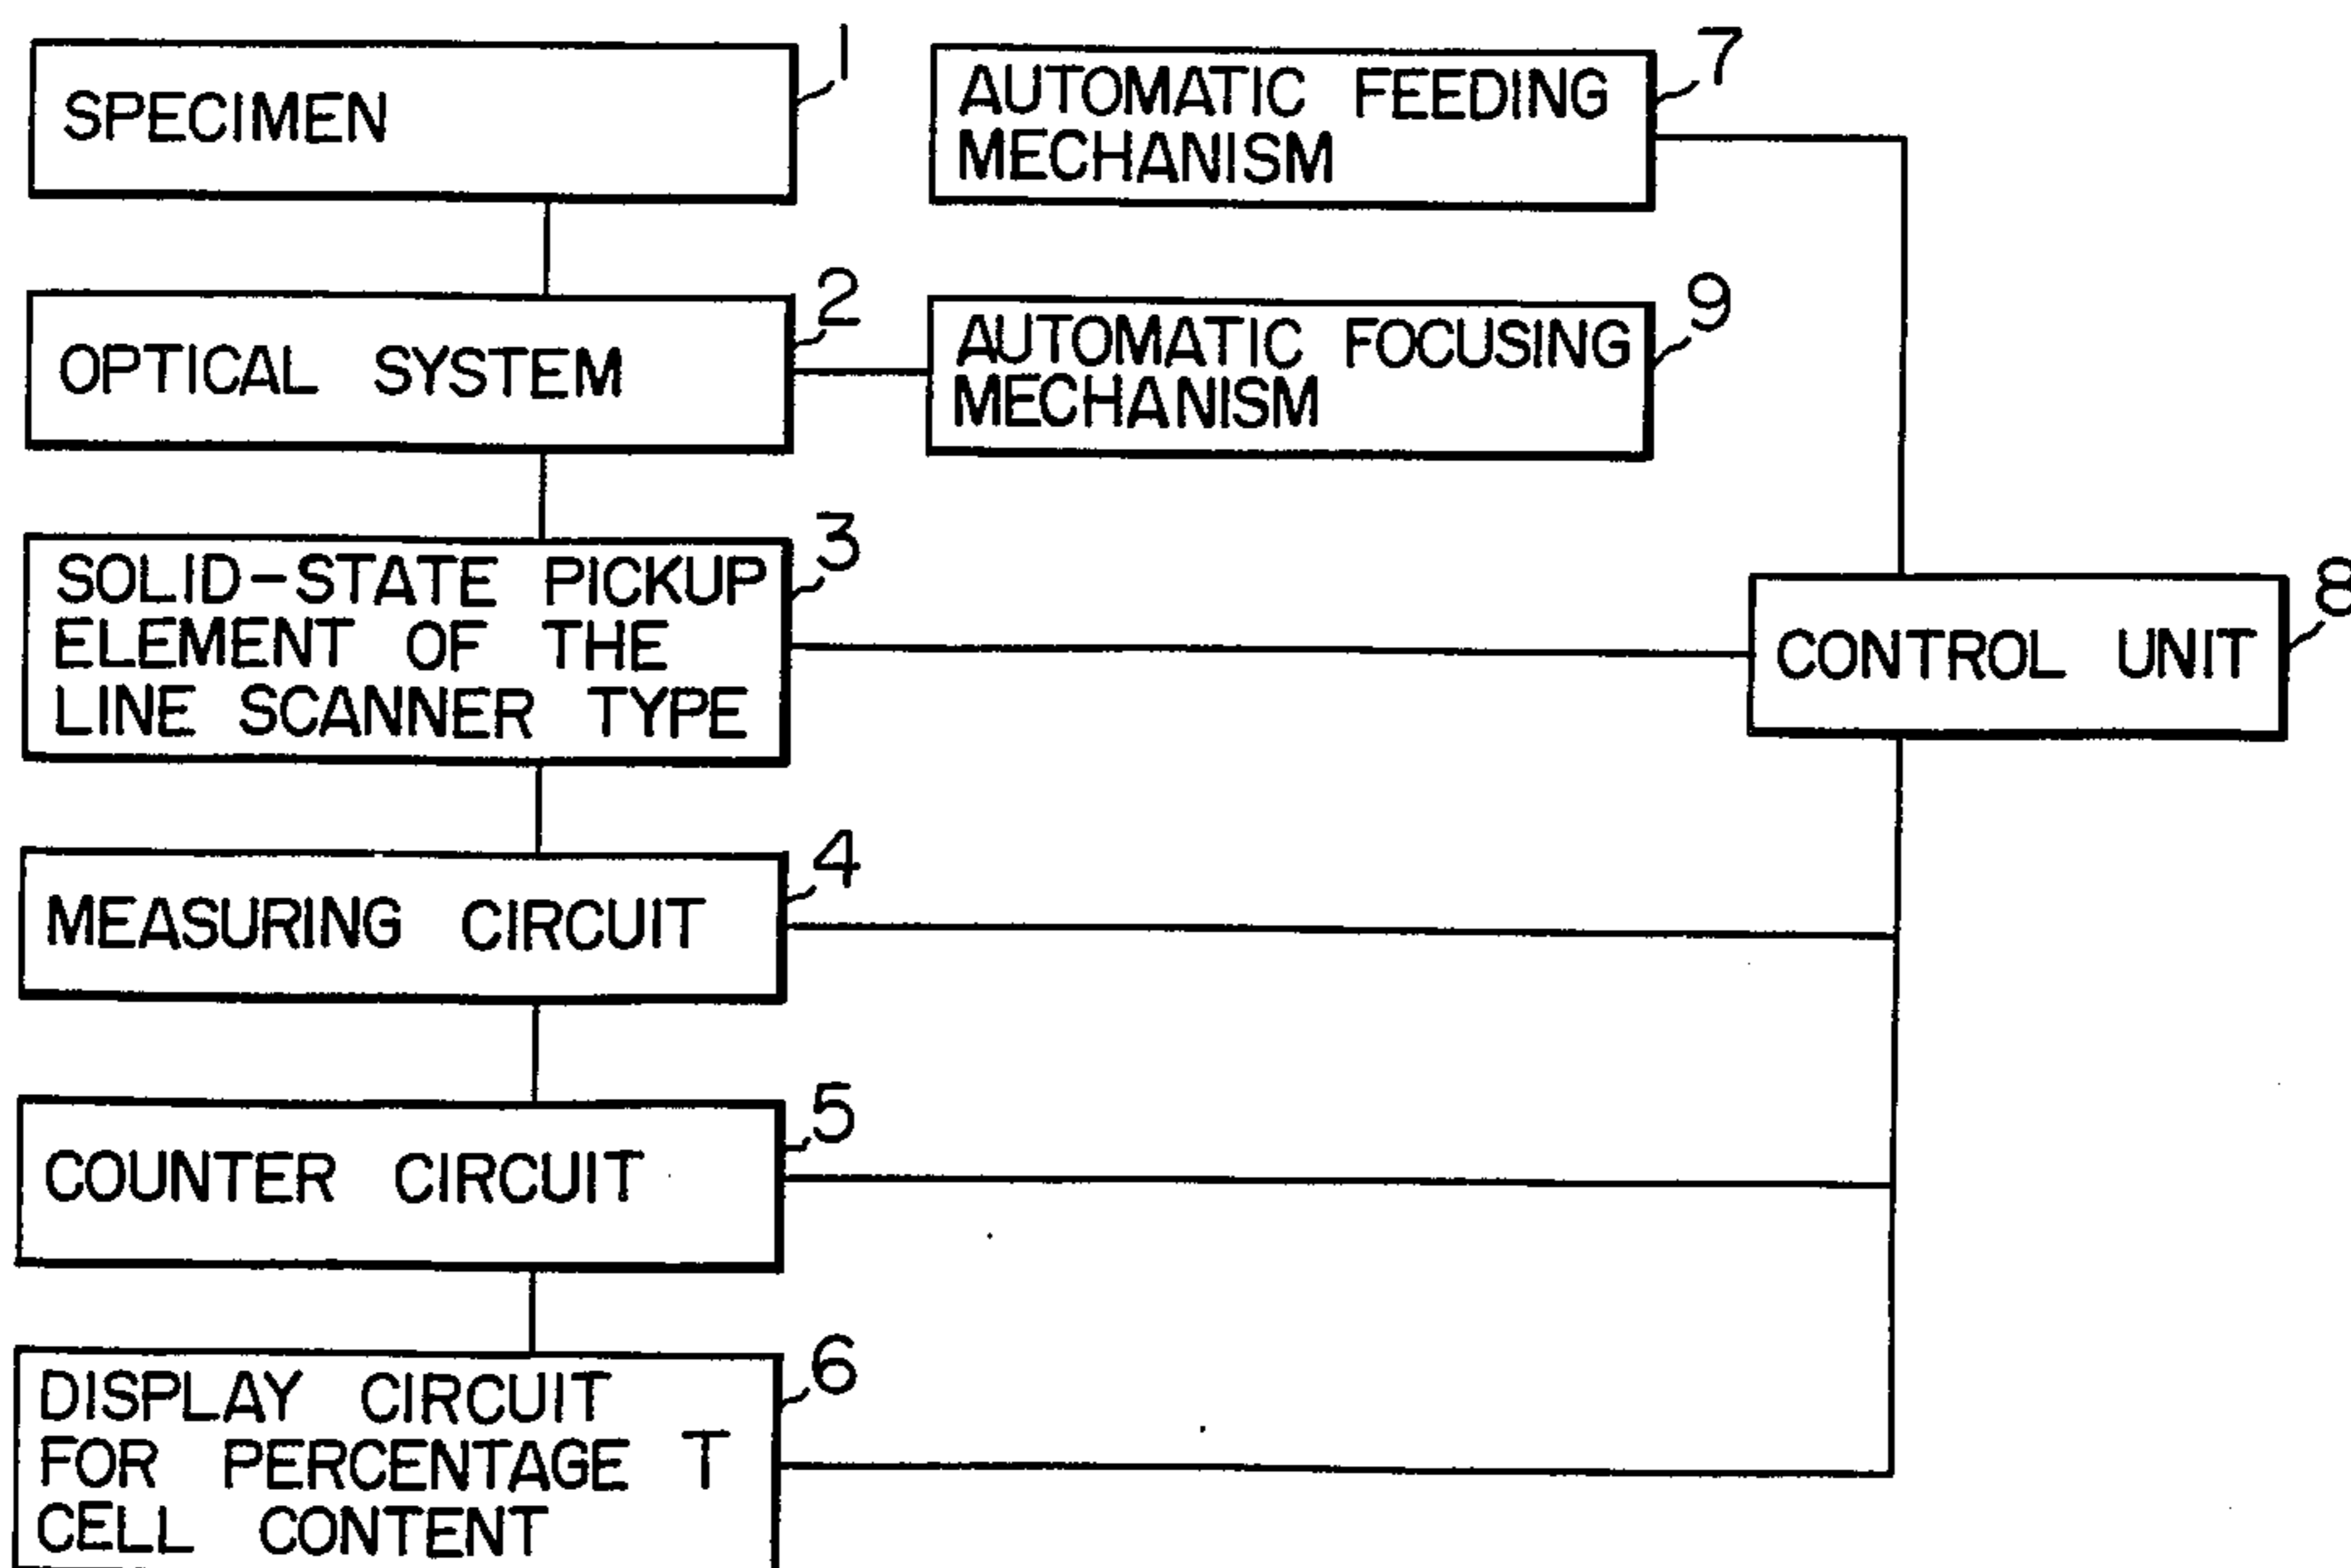 SPECIMEN
1
AUTOMATIC FEEDING
MECHANISM
7
OPTICAL SYSTEM
2
AUTOMATIC FOCUSING
MECHANISM
9
SOLID-STATE PICKUP
ELEMENT OF THE
LINE SCANNER TYPE
3
CONTROL UNIT
8
MEASURING CIRCUIT
4
COUNTER CIRCUIT
5
DISPLAY CIRCUIT
FOR PERCENTAGE T
CELL CONTENT
6